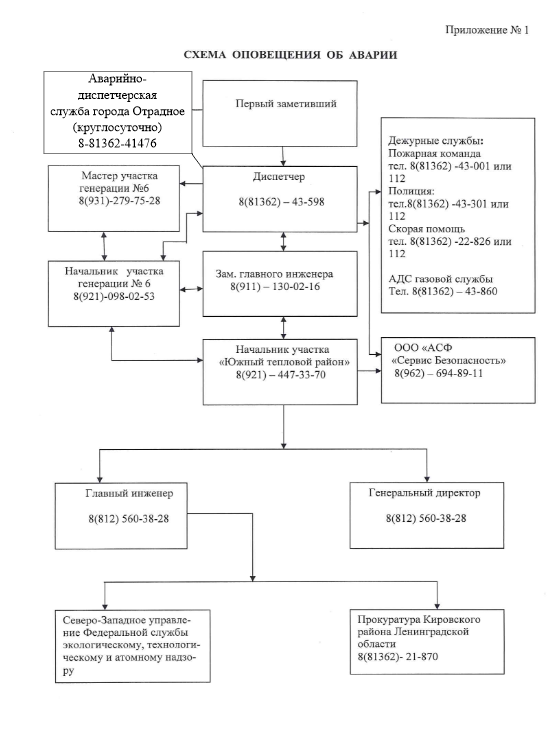 Приложение № 1
СХЕМА ОПОВЕЩЕНИЯ ОБ АВАРИИ
Аварийно-
диспетчерская
служба города Отрадное
(круглосуточно)
8-81362-41476
Первый заметивший
Диспетчер
8(81362) – 43-598
Дежурные службы:
Пожарная команда
тел. 8(81362) -43-001 или
112
Полиция:
тел.8(81362) -43-301 или
112
Скорая помощь
тел. 8(81362) -22-826 или
112
АДС газовой службы
Тел. 8(81362) – 43-860
Мастер участка
генерации №6
8(931)-279-75-28
Начальник участка
генерации № 6
8(921)-098-02-53
Зам. главного инженера
8(911) – 130-02-16
Начальник участка
«Южный тепловой район»
8(921) – 447-33-70
ООО «АСФ
«Сервис Безопасность»
8(962) – 694-89-11
Главный инженер
8(812) 560-38-28
Генеральный директор
8(812) 560-38-28
Северо-Западное управле-
ние Федеральной службы
экологическому, технологи-
ческому и атомному надзо-
ру
Прокуратура Кировского
района Ленинградской
области
8(81362)- 21-870